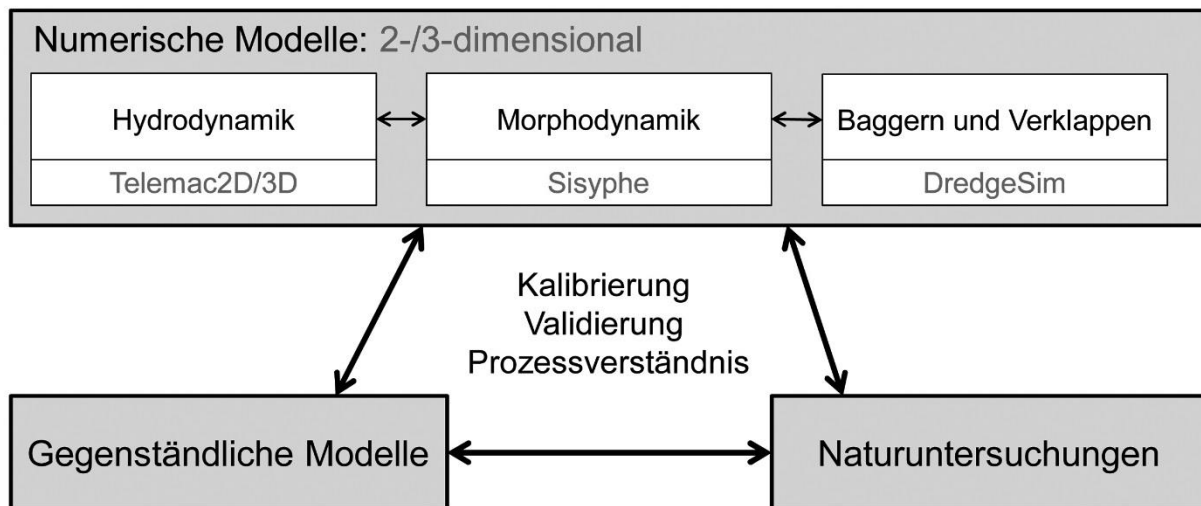 Numerische Modelle: 2-/3-dimensional
Hydrodynamik
Telemac2D/3D
Morphodynamik
Sisyphe
Baggern und Verklappen
DredgeSim
Kalibrierung
Validierung
Prozessverständnis
Gegenständliche Modelle
Naturuntersuchungen